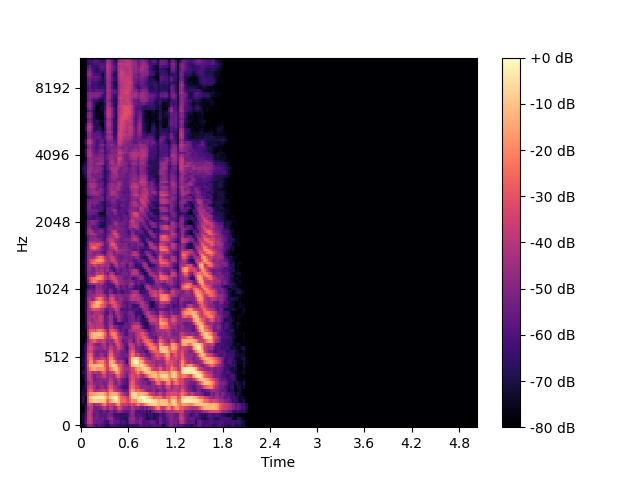 +0 dB
8192
-10 dB
4096
-20 dB
-30 dB
2048
Hz
-40 dB
1024
-50 dB
-60 dB
512
-70 dB
0
-80 dB
0 0.6 1.2 1.8 2.4 3 3.6 4.2 4.8
Time